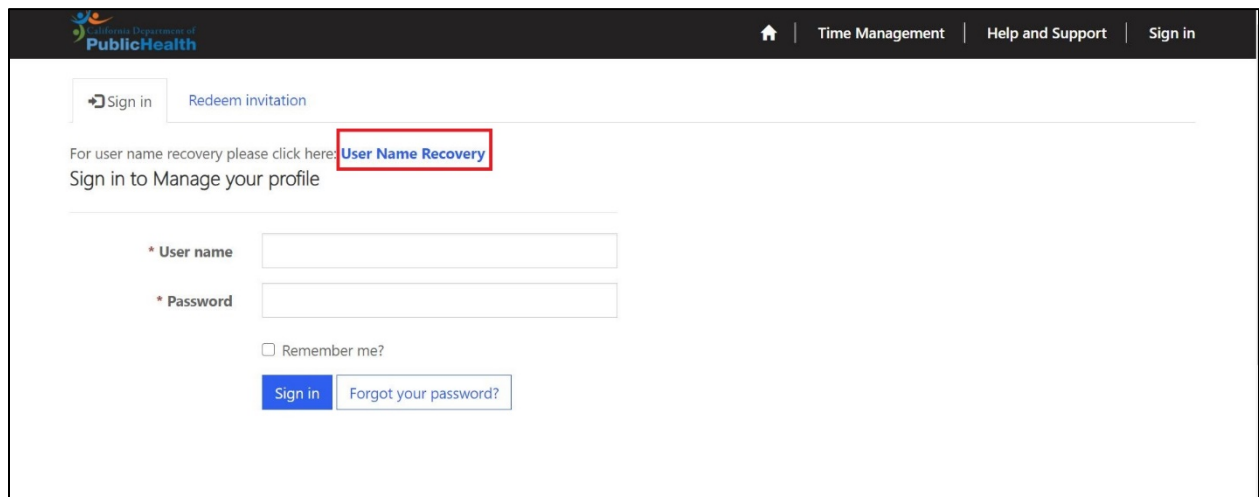 California Department of
PublicHealth
Time Management
Help and Support
Sign in
Sign in
Redeem invitation
For user name recovery please click here: User Name Recovery
Sign in to Manage your profile
* User name
* Password
Remember me?
Sign in
Forgot your password?